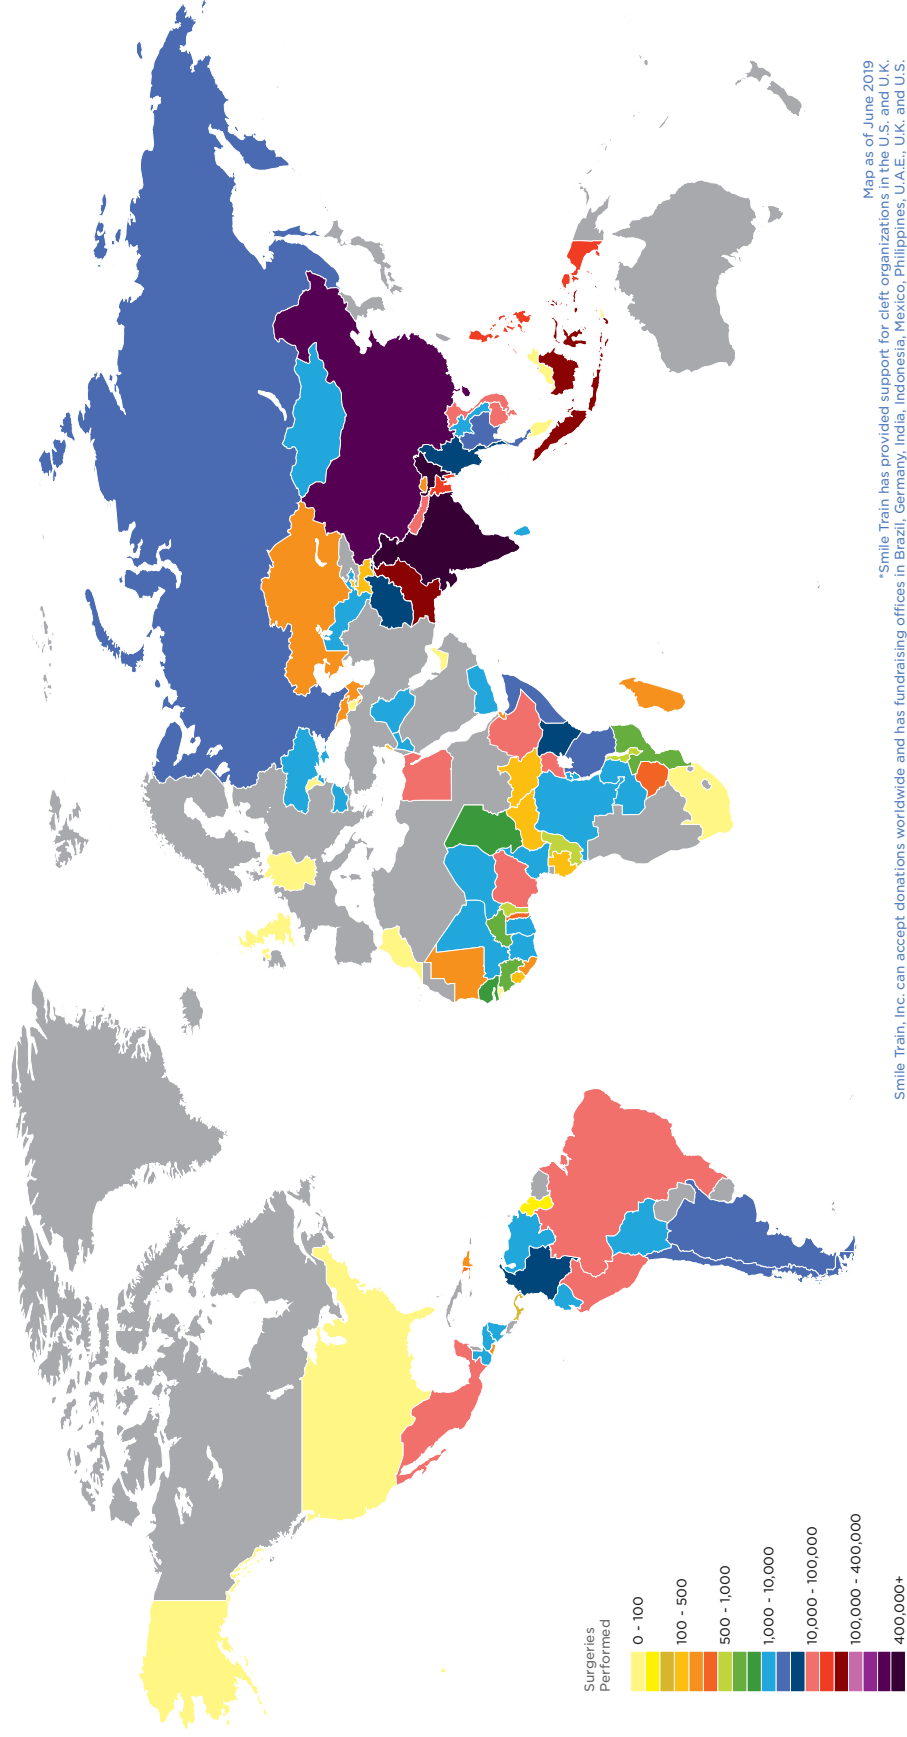 Surgeries
Performed
0 - 100
100 - 500
500 - 1,000
1,000 - 10,000
10,000 - 100,000
100,000 - 400,000
400,000+
Map as of June 2019
*Smile Train has provided support for cleft organizations in the U.S. and U.K.
Smile Train, Inc. can accept donations worldwide and has fundraising offices in Brazil, Germany, India, Indonesia, Mexico, Philippines, U.A.E., U.K. and U.S.